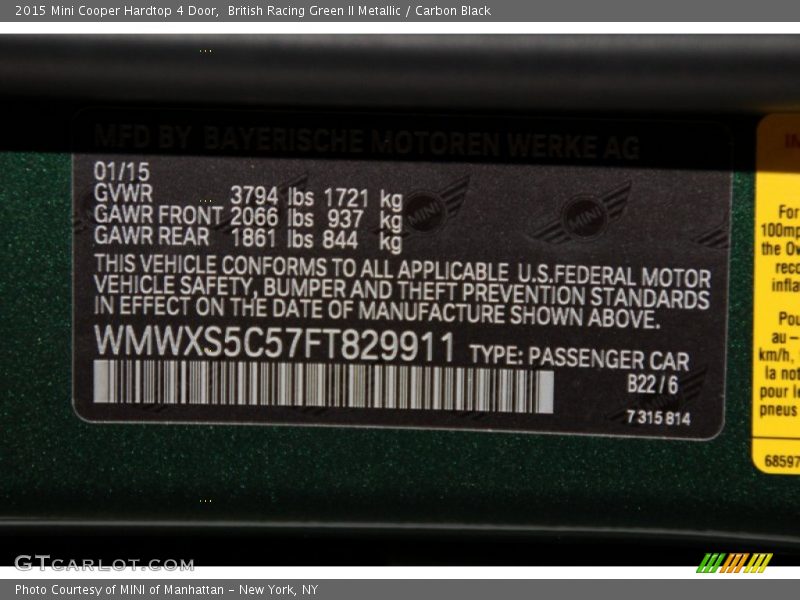 2015 Mini Cooper Hardtop 4 Door,  British Racing Green II Metallic / Carbon Black
MFD BY BAYERISCHE MOTOREN WERKE AG
01/15
GVWR 3794 lbs 1721 kg
GAWR FRONT 2066 lbs 937 kg
GAWR REAR 1861 lbs 844 kg
THIS VEHICLE CONFORMS TO ALL APPLICABLE U.S.FEDERAL MOTOR
VEHICLE SAFETY, BUMPER AND THEFT PREVENTION STANDARDS
IN EFFECT ON THE DATE OF MANUFACTURE SHOWN ABOVE.
WMWXS5C57FT829911 TYPE: PASSENGER CAR
B22/6
7 315 814
MINI MINI
For
100mp
the Ow
reco
infla
Pou
au –
km/h,
la not
pour le
pneus
68597
GTCARLOT.COM
Photo Courtesy of MINI of Manhattan – New York, NY